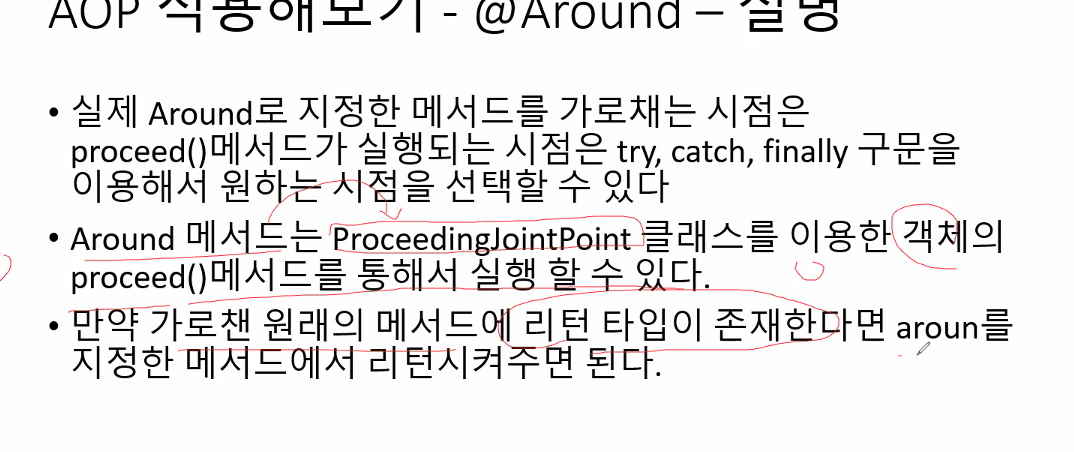 AOP 적용해보기 - @Around – 설명
• 실제 Around로 지정한 메서드를 가로채는 시점은
proceed()메서드가 실행되는 시점은 try, catch, finally 구문을
이용해서 원하는 시점을 선택할 수 있다
• Around 메서드는 ProceedingJointPoint 클래스를 이용한 객체의
proceed()메서드를 통해서 실행 할 수 있다.
• 만약 가로챈 원래의 메서드에 리턴 타입이 존재한다면 aroun를
지정한 메서드에서 리턴시켜주면 된다.